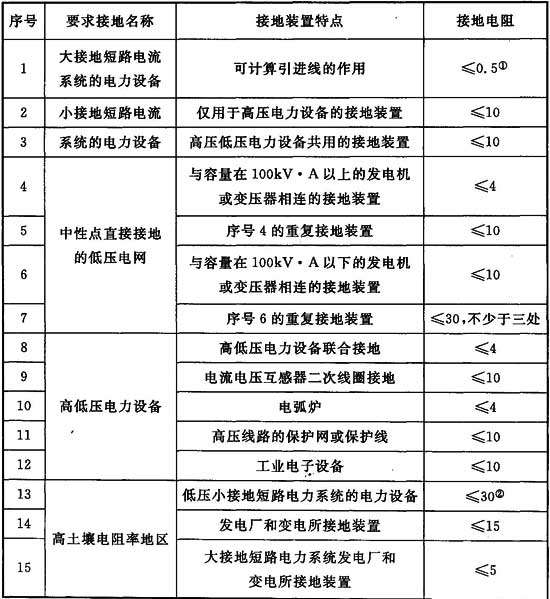 序号 要求接地名称 接地装置特点 接地电阻
1 大接地短路电流系统的电力设备 可计算引进线的作用 ≤0.5①
2 小接地短路电流 仅用于高压电力设备的接地装置 ≤10
3 系统的电力设备 高压低压电力设备共用的接地装置 ≤10
4 与容量在100kV·A以上的发电机或变压器相连的接地装置 ≤4
中性点直接接地的低压电网
5 序号4的重复接地装置 ≤10
6 与容量在100kV·A以下的发电机或变压器相连的接地装置 ≤10
7 序号6的重复接地装置 ≤30,不少于三处
8 高低压电力设备联合接地 ≤4
9 电流电压互感器二次线圈接地 ≤10
10 高低压电力设备 电弧炉 ≤4
11 高压线路的保护网或保护线 ≤10
12 工业电子设备 ≤10
13 低压小接地短路电力系统的电力设备 ≤30②
14 高土壤电阻率地区 发电厂和变电所接地装置 ≤15
15 大接地短路电力系统发电厂和变电所接地装置 ≤5